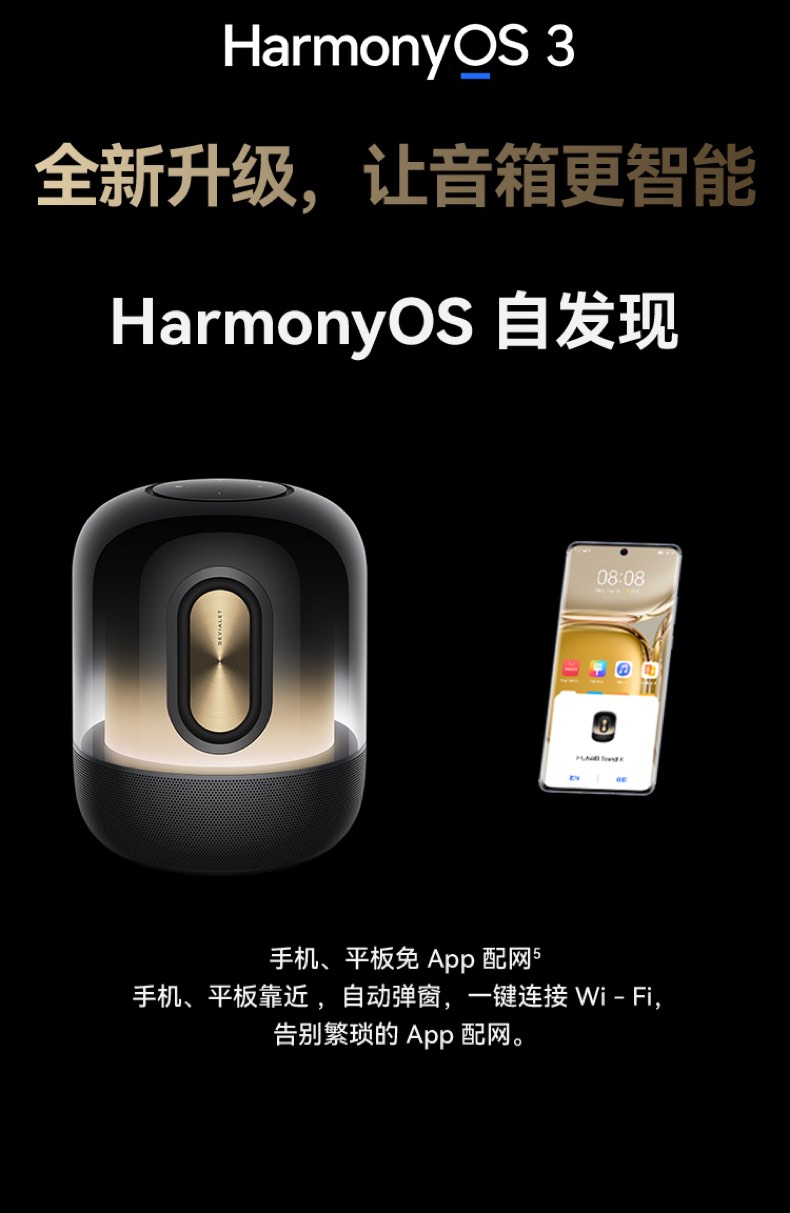 HarmonyOS 3
全新升级，让音箱更智能
HarmonyOS 自发现
DEVIALET
08:08
手机、平板免 App 配网⁵
手机、平板靠近 ，自动弹窗，一键连接 Wi – Fi，
告别繁琐的 App 配网。